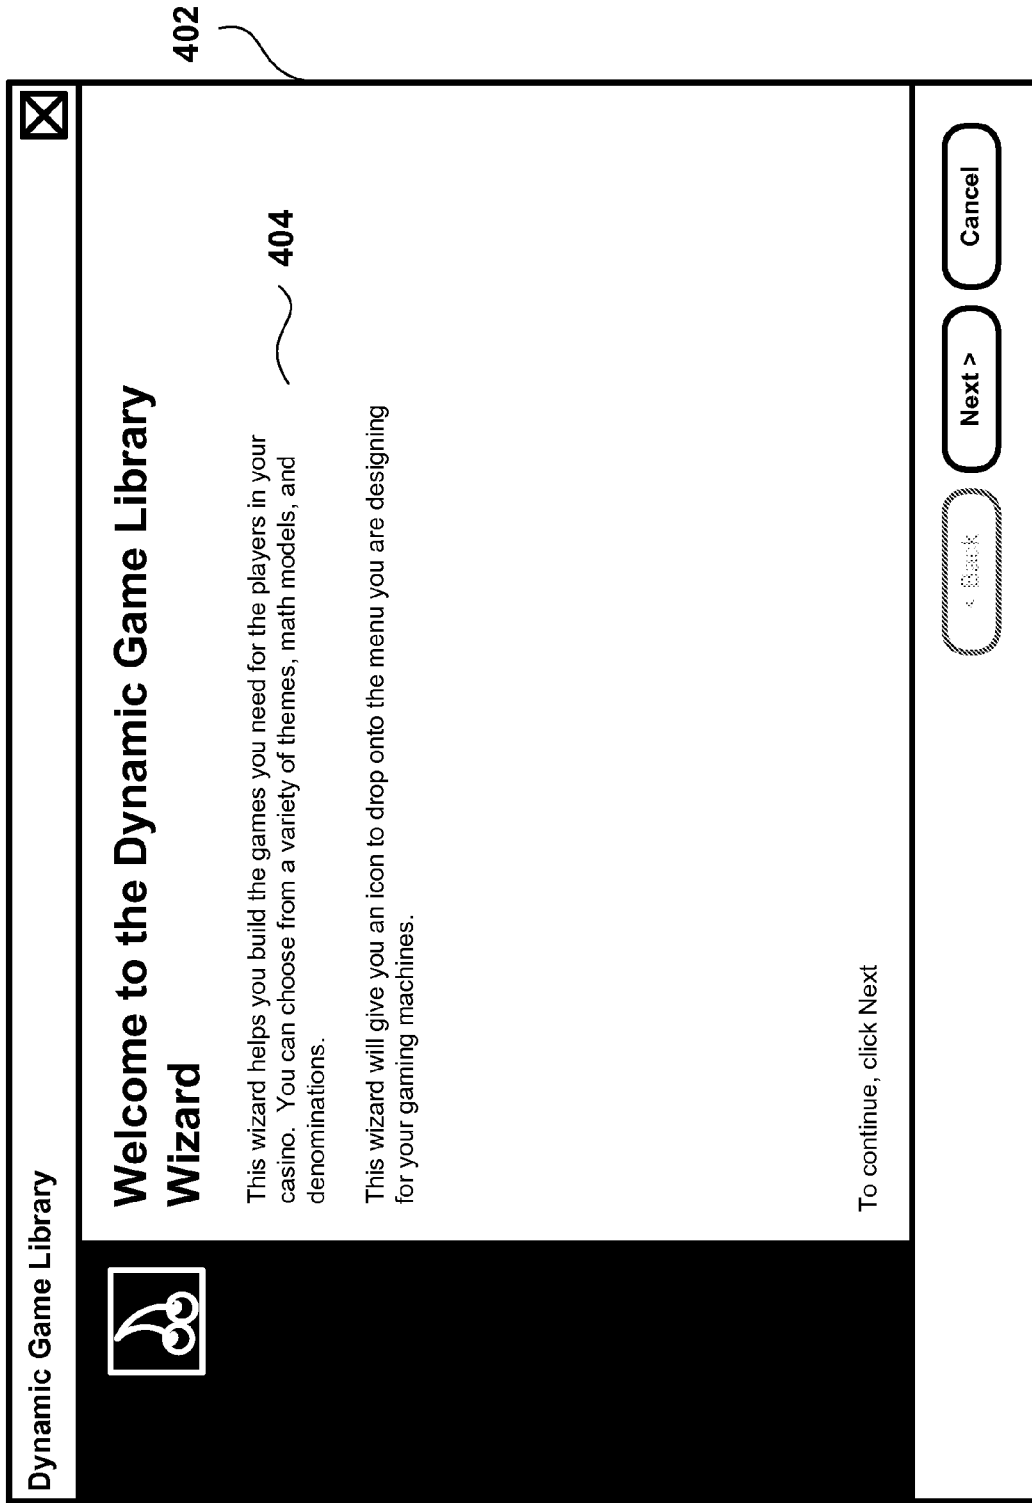 402
Dynamic Game Library
Welcome to the Dynamic Game Library
Wizard
This wizard helps you build the games you need for the players in your
casino.  You can choose from a variety of themes, math models, and
denominations.
404
This wizard will give you an icon to drop onto the menu you are designing
for your gaming machines.
To continue, click Next
< Back
Next >
Cancel